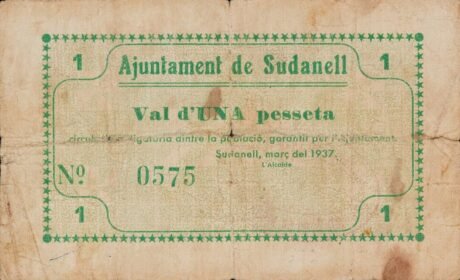 1 Ajuntament de Sudanell 1
Val d'UNA pesseta
obligatoria dintre la població, garantit per l'Ajuntament.
Sudanell, març del 1937.
L'Alcalde
Nº 0575
1 1